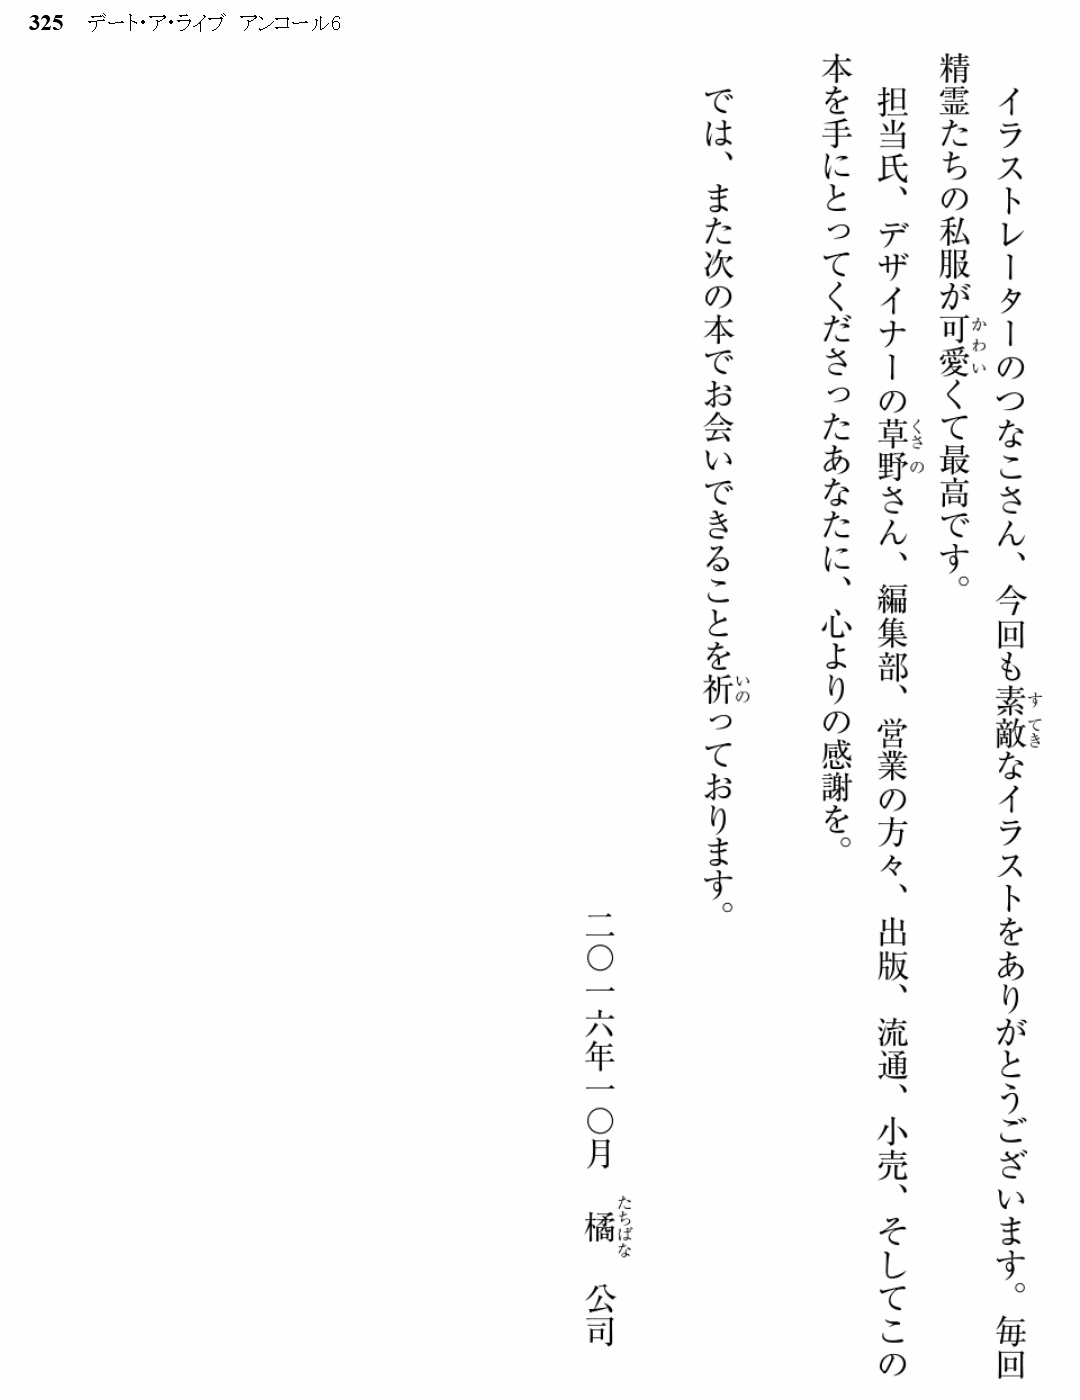 325 デート・ア・ライブ アンコール6
イラストレーターのつなこさん、今回も素敵なイラストをありがとうございます。毎回
すてき
精霊たちの私服が可愛くて最高です。
かわい
担当氏、デザイナーの草野さん、編集部、営業の方々、出版、流通、小売、そしてこの
くさの
本を手にとってくださったあなたに、心よりの感謝を。
では、また次の本でお会いできることを祈っております。
いの
二〇一六年一〇月 橘 公司
たちばな